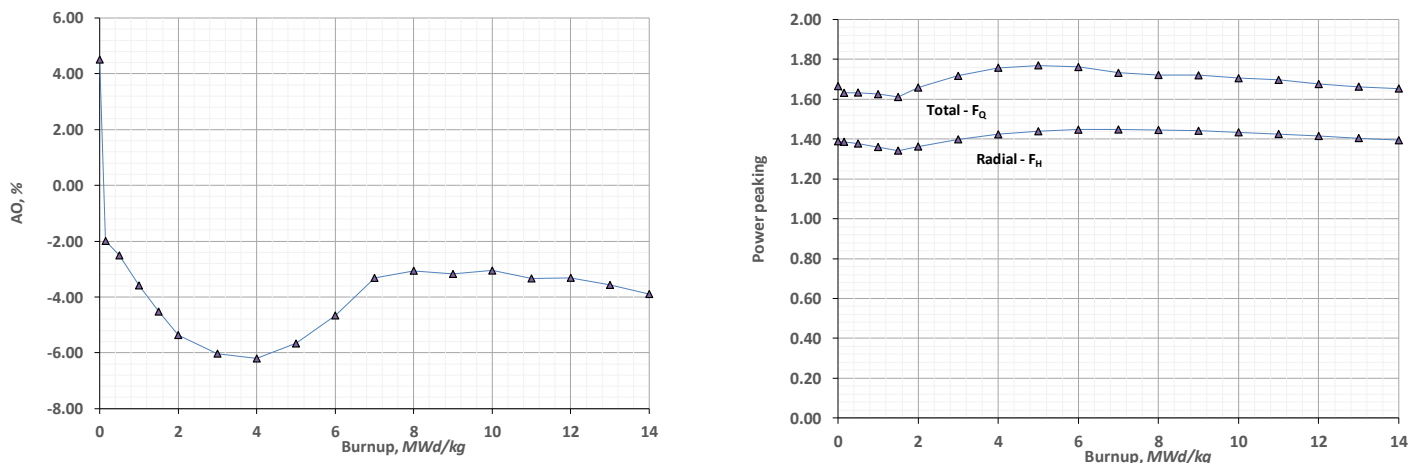 6.00
4.00
2.00
0.00
-2.00
-4.00
-6.00
-8.00
AO, %
0 2 4 6 8 10 12 14
Burnup, MWd/kg
2.00
1.80
1.60
1.40
1.20
1.00
0.80
0.60
0.40
0.20
0.00
Power peaking
Total - FQ
Radial - FH
0 2 4 6 8 10 12 14
Burnup, MWd/kg